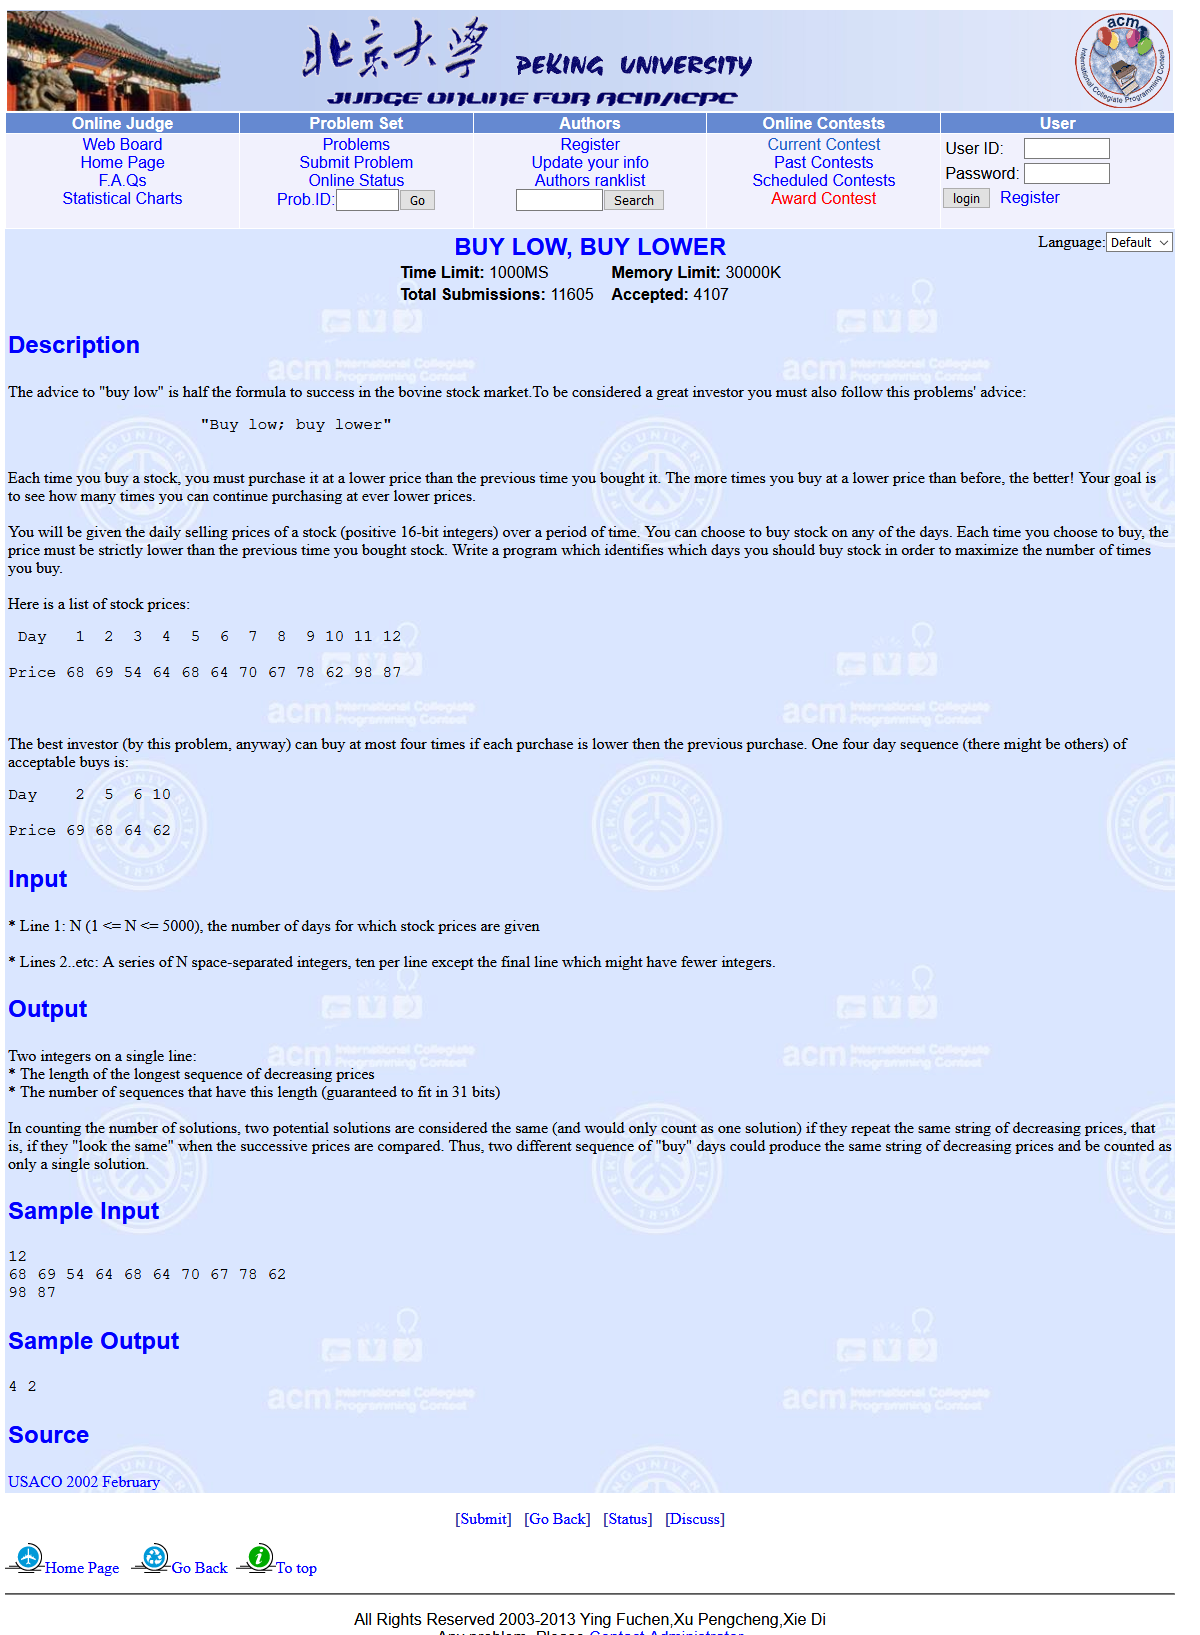 北京大學 PEKING UNIVERSITY
JUDGE ONLINE FOR ACM/ICPC
acm
International Collegiate Programming Contest
Online Judge Problem Set Authors Online Contests User
Web Board Problems Register Current Contest User ID:
Home Page Submit Problem Update your info Past Contests Password:
F.A.Qs Online Status Authors ranklist Scheduled Contests
Statistical Charts Prob.ID: Go Search Award Contest login Register
BUY LOW, BUY LOWER Language: Default
Time Limit: 1000MS Memory Limit: 30000K
Total Submissions: 11605 Accepted: 4107
Description
The advice to "buy low" is half the formula to success in the bovine stock market.To be considered a great investor you must also follow this problems' advice:
"Buy low; buy lower"
Each time you buy a stock, you must purchase it at a lower price than the previous time you bought it. The more times you buy at a lower price than before, the better! Your goal is
to see how many times you can continue purchasing at ever lower prices.
You will be given the daily selling prices of a stock (positive 16-bit integers) over a period of time. You can choose to buy stock on any of the days. Each time you choose to buy, the
price must be strictly lower than the previous time you bought stock. Write a program which identifies which days you should buy stock in order to maximize the number of times
you buy.
Here is a list of stock prices:
Day 1 2 3 4 5 6 7 8 9 10 11 12
Price 68 69 54 64 68 64 70 67 78 62 98 87
The best investor (by this problem, anyway) can buy at most four times if each purchase is lower then the previous purchase. One four day sequence (there might be others) of
acceptable buys is:
Day 2 5 6 10
Price 69 68 64 62
Input
* Line 1: N (1 <= N <= 5000), the number of days for which stock prices are given
* Lines 2..etc: A series of N space-separated integers, ten per line except the final line which might have fewer integers.
Output
Two integers on a single line:
* The length of the longest sequence of decreasing prices
* The number of sequences that have this length (guaranteed to fit in 31 bits)
In counting the number of solutions, two potential solutions are considered the same (and would only count as one solution) if they repeat the same string of decreasing prices, that
is, if they "look the same" when the successive prices are compared. Thus, two different sequence of "buy" days could produce the same string of decreasing prices and be counted as
only a single solution.
Sample Input
12
68 69 54 64 68 64 70 67 78 62
98 87
Sample Output
4 2
Source
USACO 2002 February
[Submit] [Go Back] [Status] [Discuss]
Home Page Go Back To top
All Rights Reserved 2003-2013 Ying Fuchen,Xu Pengcheng,Xie Di
Any problem, Please Contact Administrator